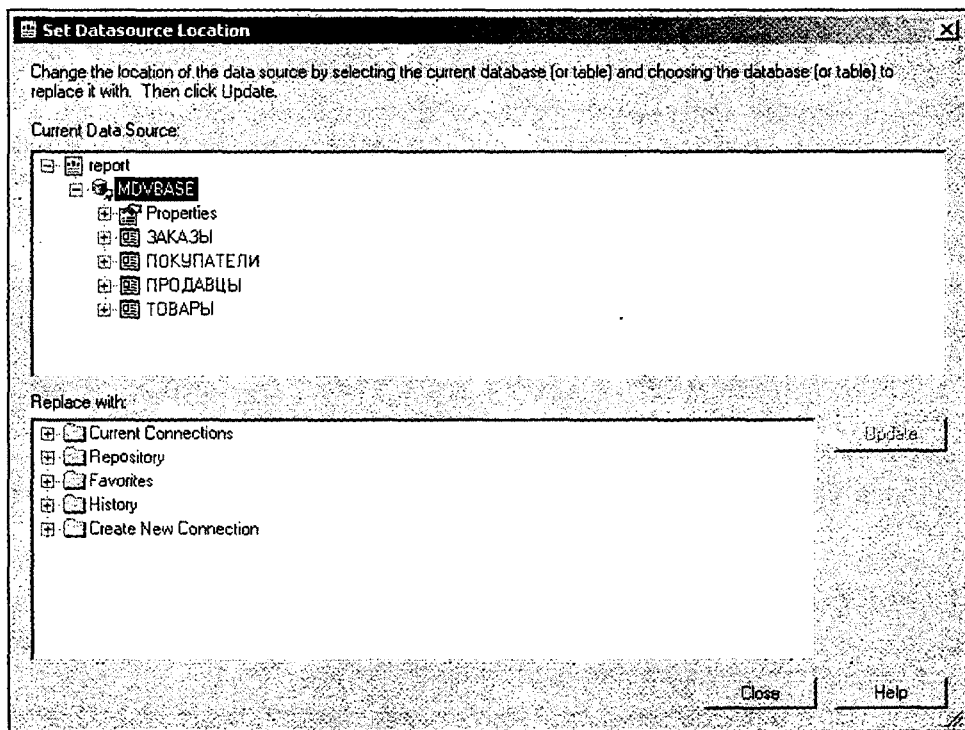 Set Datasource Location
Change the location of the data source by selecting the current database (or table) and choosing the database (or table) to
replace it with. Then click Update.
Current Data Source:
report
MDVBASE
Properties
ЗАКАЗЫ
ПОКУПАТЕЛИ
ПРОДАВЦЫ
ТОВАРЫ
Replace with:
Current Connections
Update
Repository
Favorites
History
Create New Connection
Close
Help